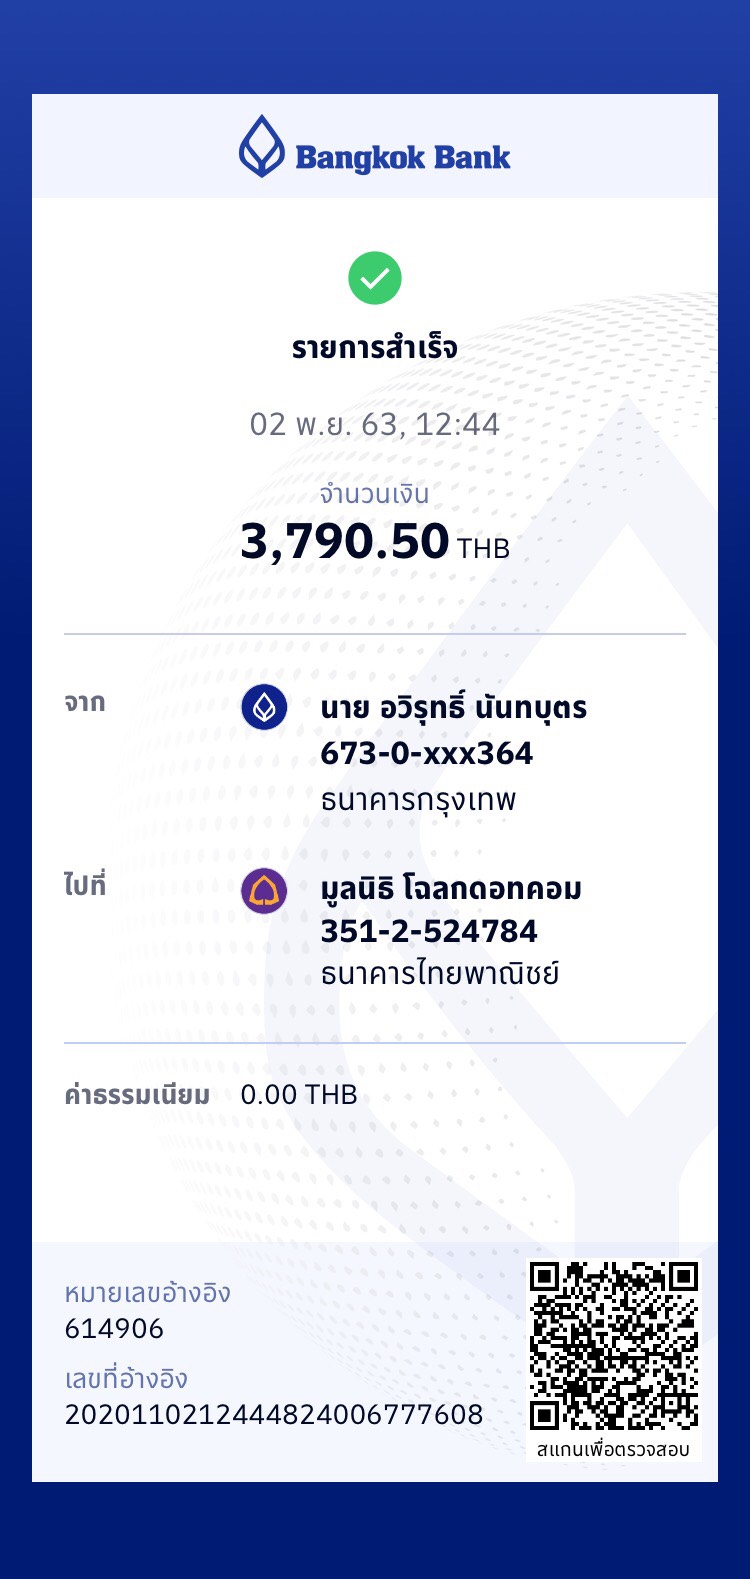 Bangkok Bank
รายการสำเร็จ
02 พ.ย. 63, 12:44
จำนวนเงิน
3,790.50 THB
จาก
นาย อวิรุทธิ์ นันทบุตร
673-0-xxx364
ธนาคารกรุงเทพ
ไปที่
มูลนิธิ โฉลกดอทคอม
351-2-524784
ธนาคารไทยพาณิชย์
ค่าธรรมเนียม 0.00 THB
หมายเลขอ้างอิง
614906
เลขที่อ้างอิง
2020110212444824006777608
สแกนเพื่อตรวจสอบ